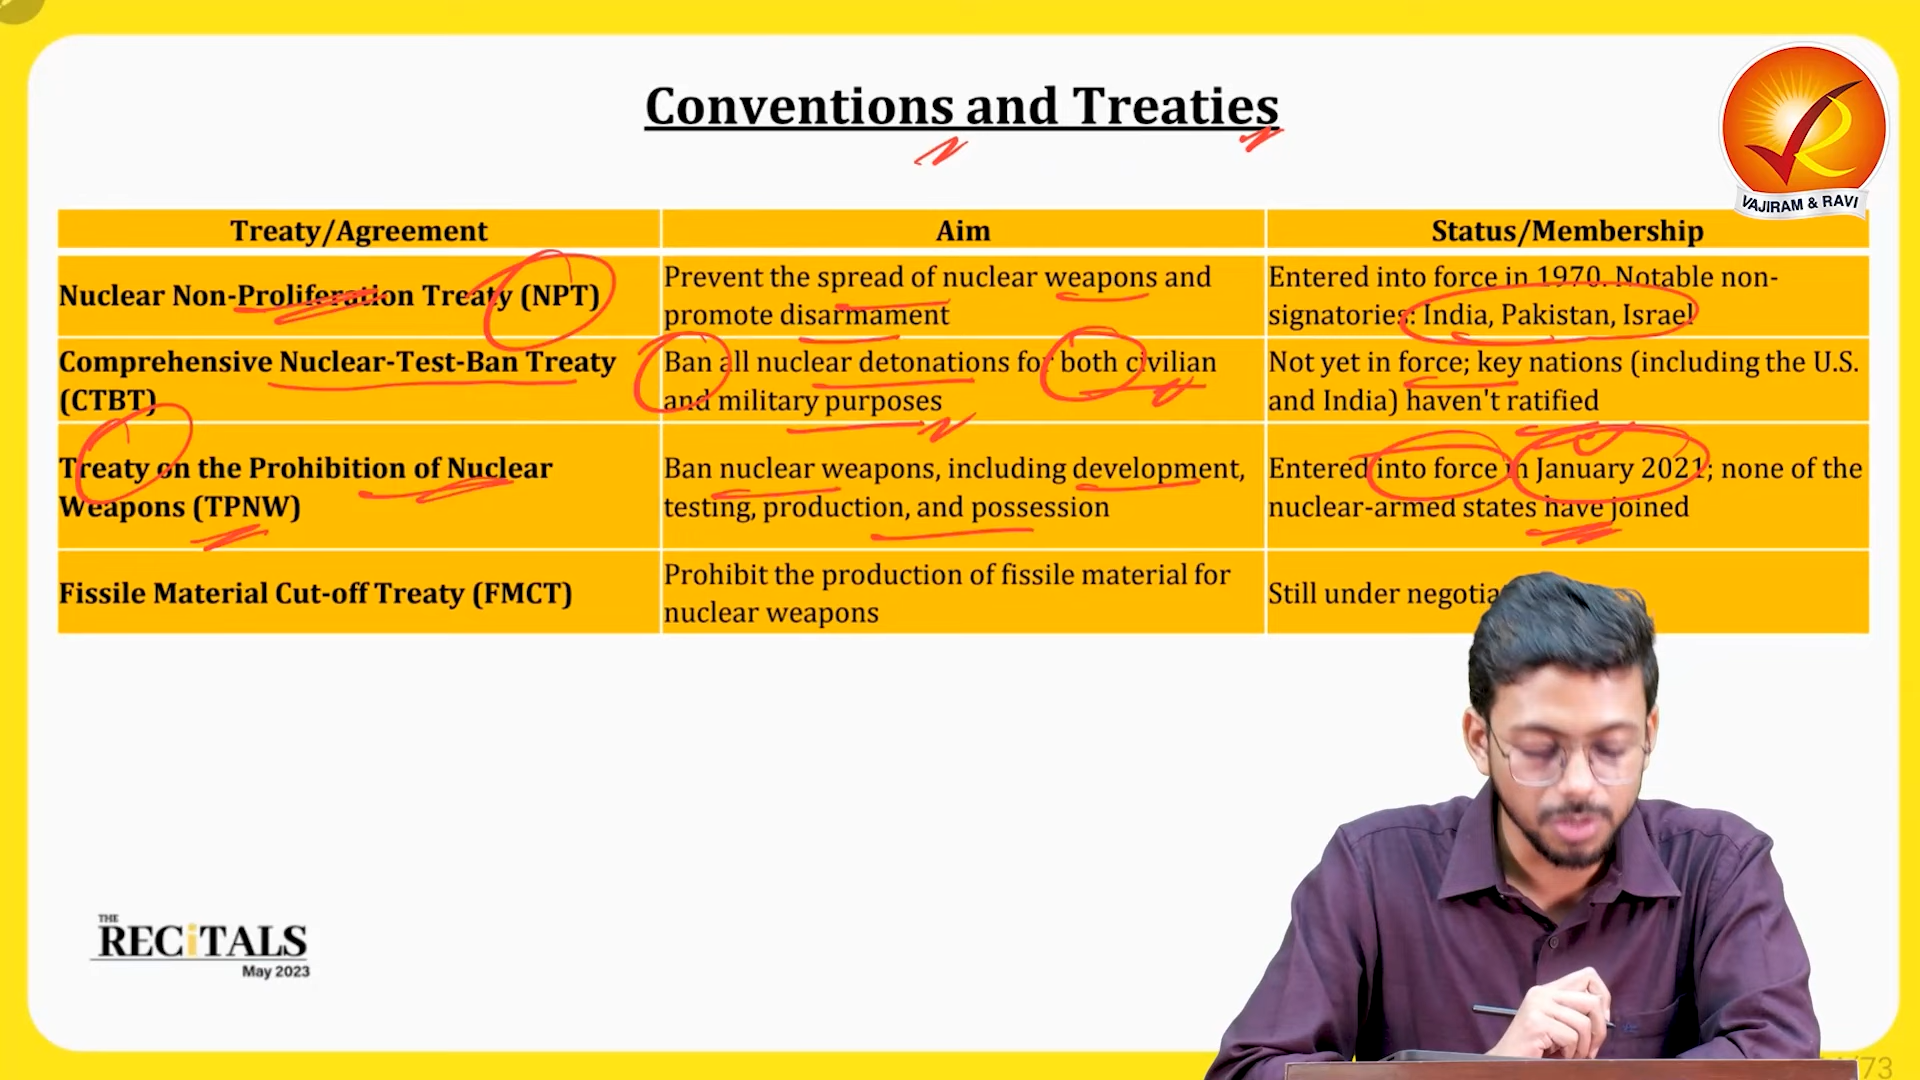 Conventions and Treaties
VAJIRAM & RAVI
Treaty/Agreement
Aim
Status/Membership
Nuclear Non-Proliferation Treaty (NPT)
Prevent the spread of nuclear weapons and
promote disarmament
Entered into force in 1970. Notable non-
signatories: India, Pakistan, Israel
Comprehensive Nuclear-Test-Ban Treaty
(CTBT)
Ban all nuclear detonations for both civilian
and military purposes
Not yet in force; key nations (including the U.S.
and India) haven't ratified
Treaty on the Prohibition of Nuclear
Weapons (TPNW)
Ban nuclear weapons, including development,
testing, production, and possession
Entered into force in January 2021; none of the
nuclear-armed states have joined
Fissile Material Cut-off Treaty (FMCT)
Prohibit the production of fissile material for
nuclear weapons
Still under
THE
RECiTALS
May 2023